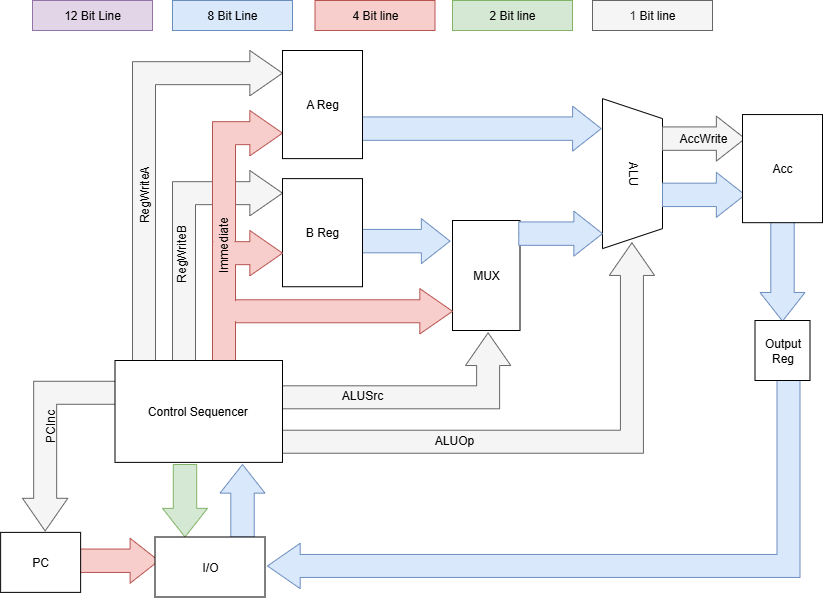 12 Bit Line
8 Bit Line
4 Bit line
2 Bit line
1 Bit line
A Reg
RegWriteA
B Reg
RegWriteB
Immediate
MUX
ALU
AccWrite
Acc
Output
Reg
Control Sequencer
ALUSrc
ALUOp
PCInc
PC
I/O